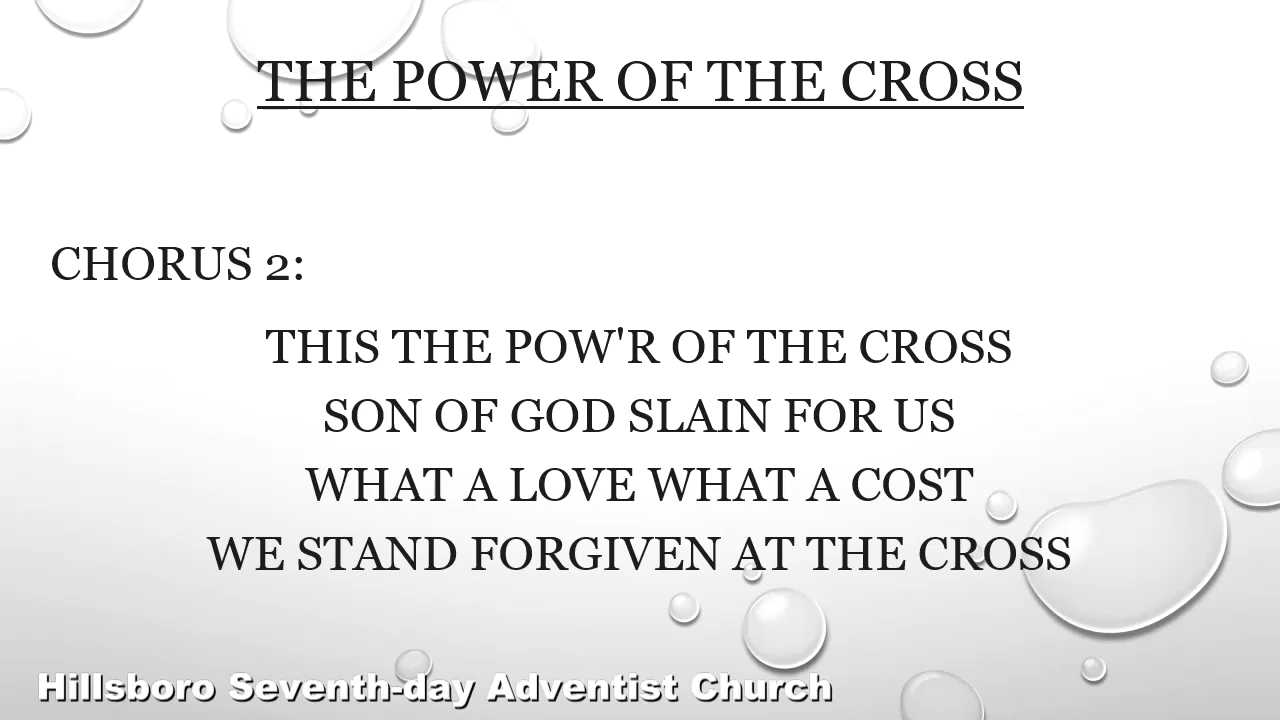 THE POWER OF THE CROSS
CHORUS 2:
THIS THE POW'R OF THE CROSS
SON OF GOD SLAIN FOR US
WHAT A LOVE WHAT A COST
WE STAND FORGIVEN AT THE CROSS
Hillsboro Seventh-day Adventist Church